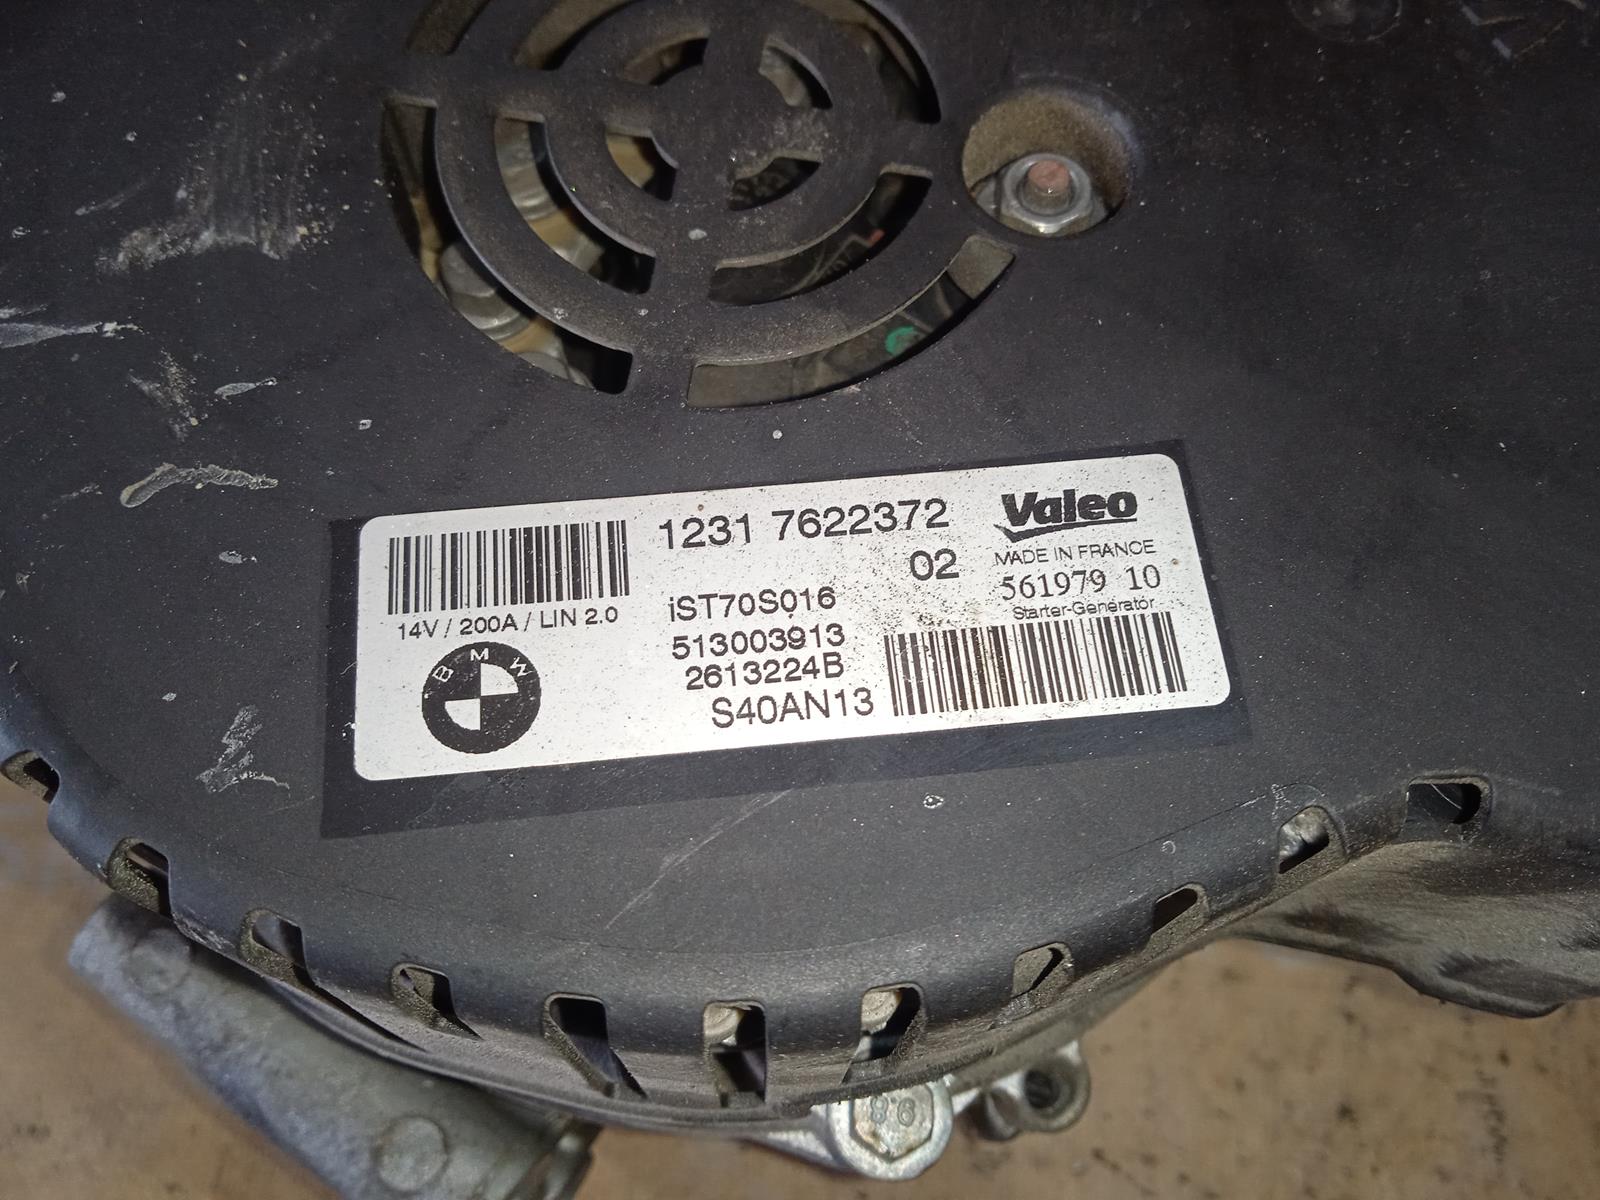 1231 7622372
02
Valeo
MADE IN FRANCE
561979 10
Starter-Generator
14V / 200A / LIN 2.0
iST70S016
513003913
2613224B
S40AN13
BMW